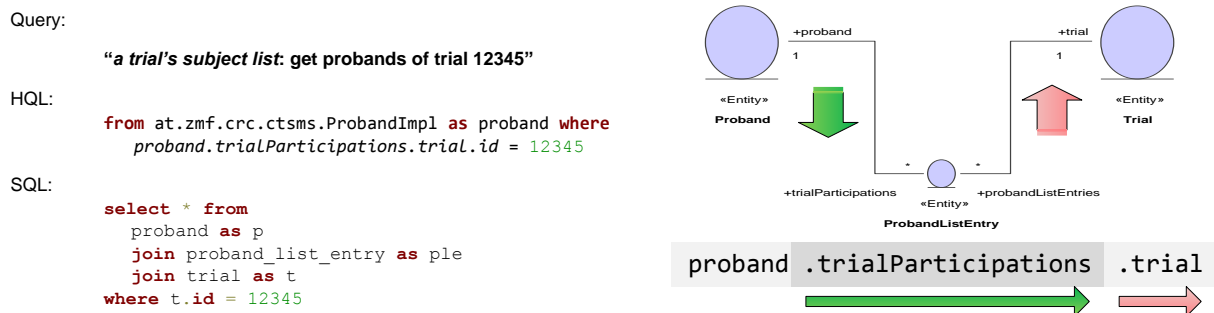 Query:
“a trial’s subject list: get probands of trial 12345”
HQL:
from at.zmf.crc.ctsms.ProbandImpl as proband where
proband.trialParticipations.trial.id = 12345
SQL:
select * from
proband as p
join proband_list_entry as ple
join trial as t
where t.id = 12345
+proband
1
+trial
1
«Entity»
Proband
«Entity»
Trial
*
*
+trialParticipations
+probandListEntries
«Entity»
ProbandListEntry
proband .trialParticipations .trial